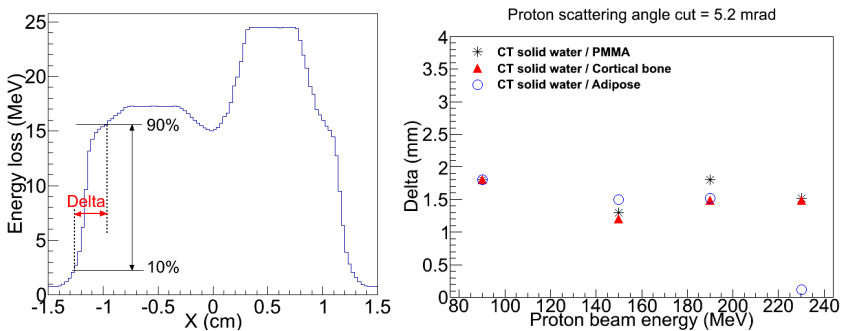 25
20
15
10
5
0
Energy loss (MeV)
90%
Delta
10%
-1.5 -1 -0.5 0 0.5 1 1.5
X (cm)
Proton scattering angle cut = 5.2 mrad
4
3.5
3
2.5
2
1.5
1
0.5
0
Delta (mm)
CT solid water / PMMA
CT solid water / Cortical bone
CT solid water / Adipose
80 100 120 140 160 180 200 220 240
Proton beam energy (MeV)